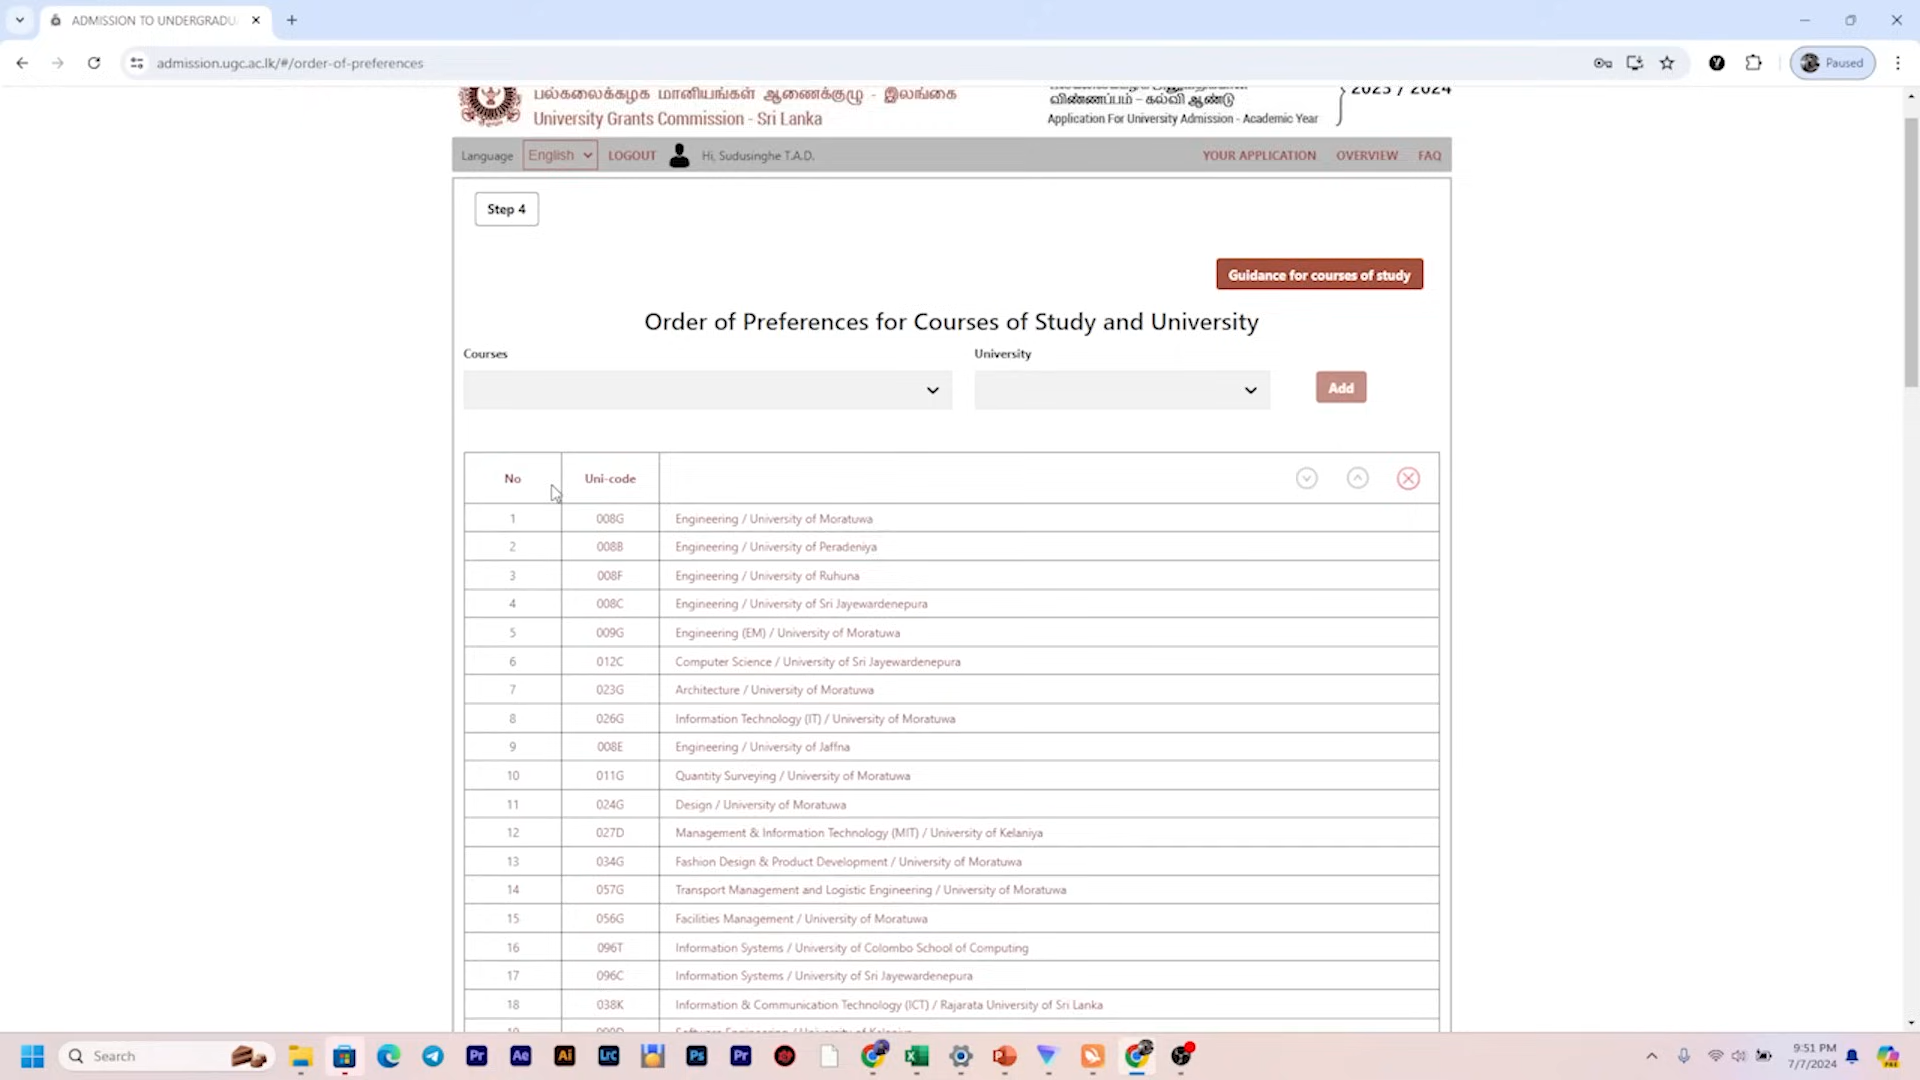 ADMISSION TO UNDERGRADU
admission.ugc.ac.lk/#/order-of-preferences
Paused
பல்கலைக்கழக மானியங்கள் ஆணைக்குழு - இலங்கை
University Grants Commission - Sri Lanka
விண்ணப்பம் – கல்வி ஆண்டு
Application For University Admission - Academic Year
2023 / 2024
Language English LOGOUT Hi, Sudusinghe T.A.D. YOUR APPLICATION OVERVIEW FAQ
Step 4
Guidance for courses of study
Order of Preferences for Courses of Study and University
Courses University
Add
No Uni-code
1 008G Engineering / University of Moratuwa
2 008B Engineering / University of Peradeniya
3 008F Engineering / University of Ruhuna
4 008C Engineering / University of Sri Jayewardenepura
5 009G Engineering (EM) / University of Moratuwa
6 012C Computer Science / University of Sri Jayewardenepura
7 023G Architecture / University of Moratuwa
8 026G Information Technology (IT) / University of Moratuwa
9 008E Engineering / University of Jaffna
10 011G Quantity Surveying / University of Moratuwa
11 024G Design / University of Moratuwa
12 027D Management & Information Technology (MIT) / University of Kelaniya
13 034G Fashion Design & Product Development / University of Moratuwa
14 057G Transport Management and Logistic Engineering / University of Moratuwa
15 056G Facilities Management / University of Moratuwa
16 096T Information Systems / University of Colombo School of Computing
17 096C Information Systems / University of Sri Jayewardenepura
18 038K Information & Communication Technology (ICT) / Rajarata University of Sri Lanka
Search
Pr Ae Ai LrC Ps Pr
9:51 PM
7/7/2024